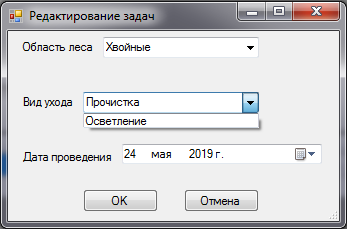 Редактирование задач
Область леса Хвойные
Вид ухода Прочистка
Осветление
Дата проведения 24 мая 2019 г.
OK Отмена